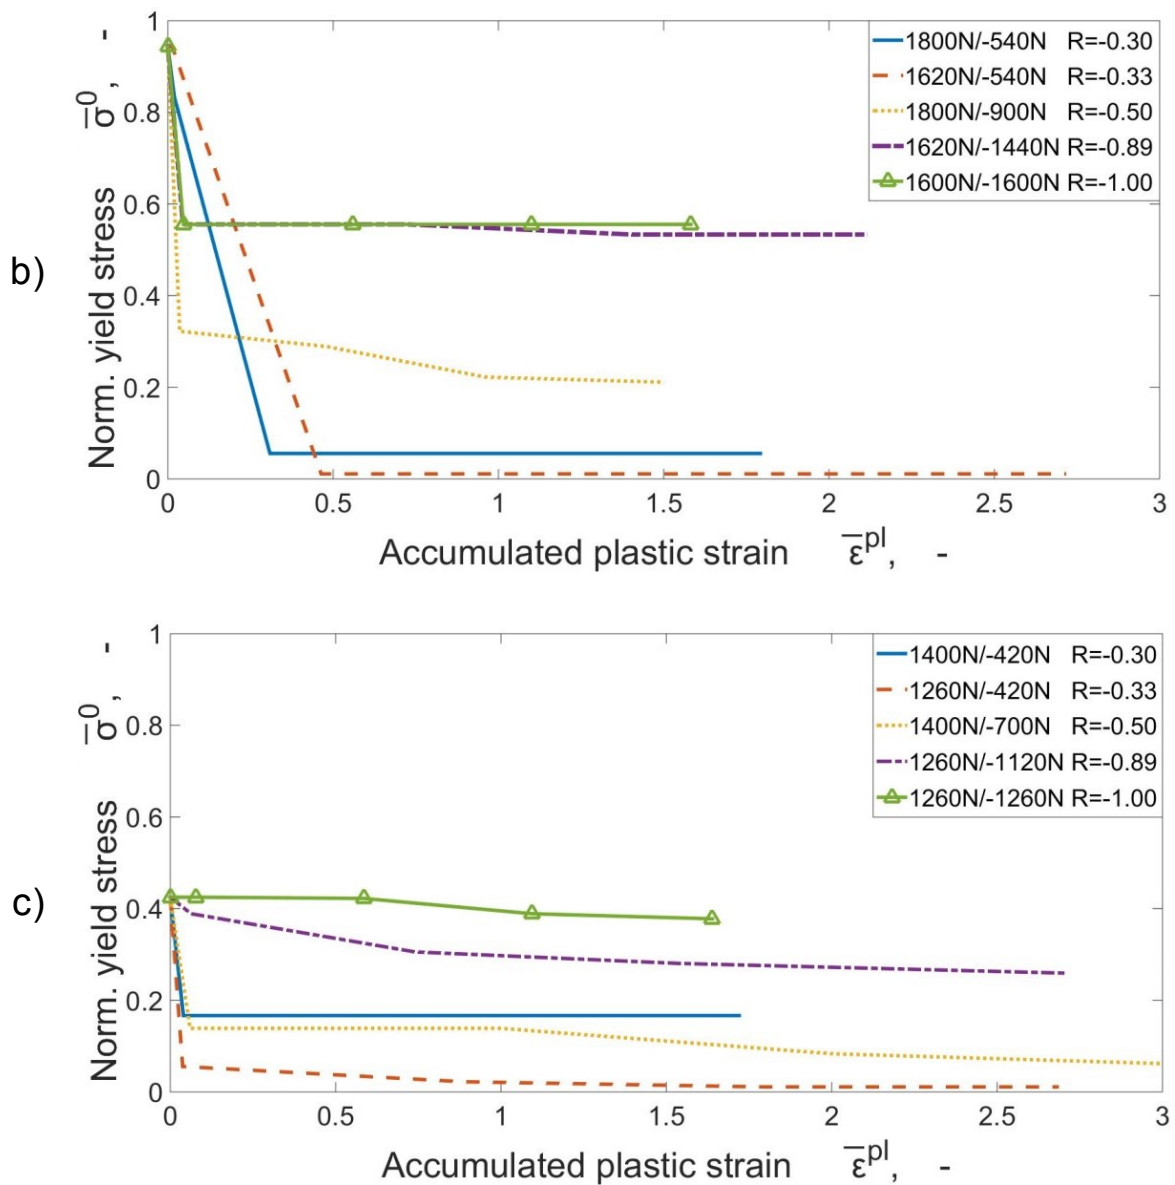 b)
Norm. yield stress σ̅⁰, -
1
0.8
0.6
0.4
0.2
0
0 0.5 1 1.5 2 2.5 3
Accumulated plastic strain ε̅ᵖˡ, -
1800N/-540N R=-0.30
1620N/-540N R=-0.33
1800N/-900N R=-0.50
1620N/-1440N R=-0.89
1600N/-1600N R=-1.00
c)
Norm. yield stress σ̅⁰, -
1
0.8
0.6
0.4
0.2
0
0 0.5 1 1.5 2 2.5 3
Accumulated plastic strain ε̅ᵖˡ, -
1400N/-420N R=-0.30
1260N/-420N R=-0.33
1400N/-700N R=-0.50
1260N/-1120N R=-0.89
1260N/-1260N R=-1.00